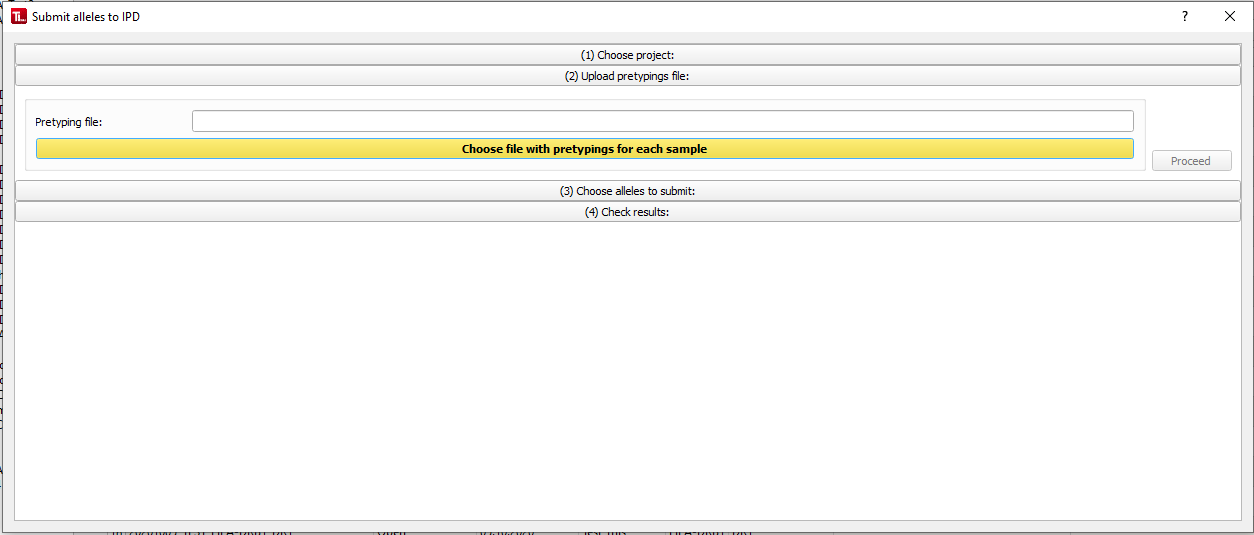 Submit alleles to IPD
(1) Choose project:
(2) Upload pretypings file:
Pretyping file:
Choose file with pretypings for each sample
Proceed
(3) Choose alleles to submit:
(4) Check results: